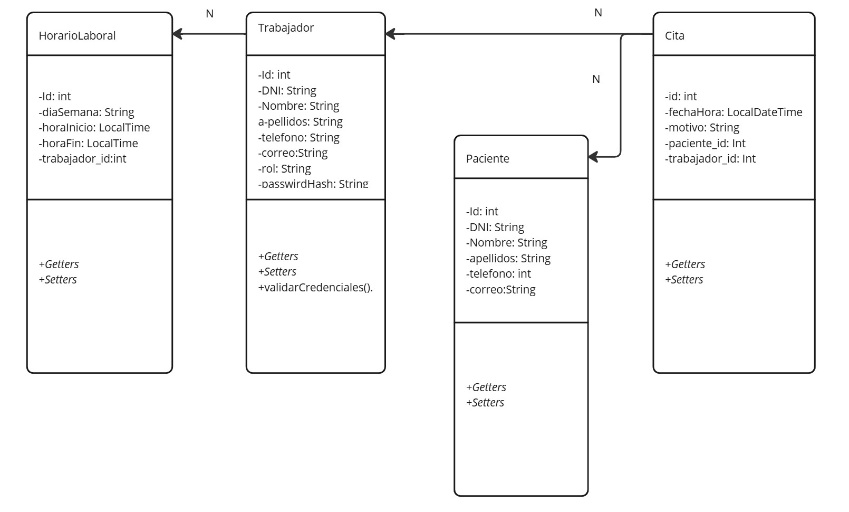 N
HorarioLaboral
-Id: int
-diaSemana: String
-horaInicio: LocalTime
-horaFin: LocalTime
-trabajador_id:int
+Getters
+Setters
Trabajador
-Id: int
-DNI: String
-Nombre: String
a-pellidos: String
-telefono: String
-correo:String
-rol: String
-passwirdHash: String
+Getters
+Setters
+validarCredenciales().
N
N
Paciente
-Id: int
-DNI: String
-Nombre: String
-apellidos: String
-telefono: int
-correo:String
+Getters
+Setters
Cita
-id: int
-fechaHora: LocalDateTime
-motivo: String
-paciente_id: Int
-trabajador_id: Int
+Getters
+Setters